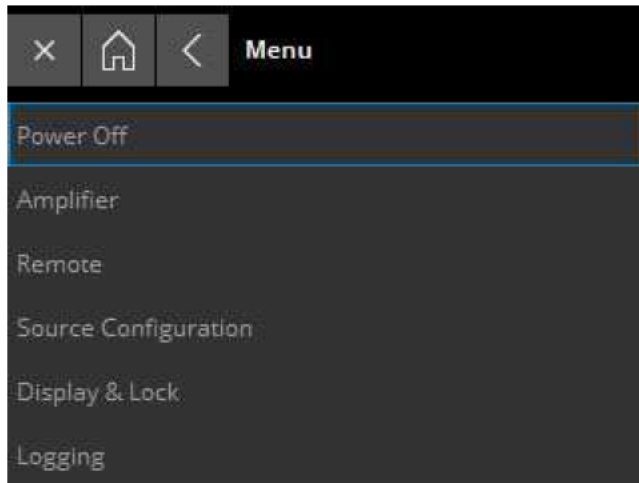 Menu
Power Off
Amplifier
Remote
Source Configuration
Display & Lock
Logging